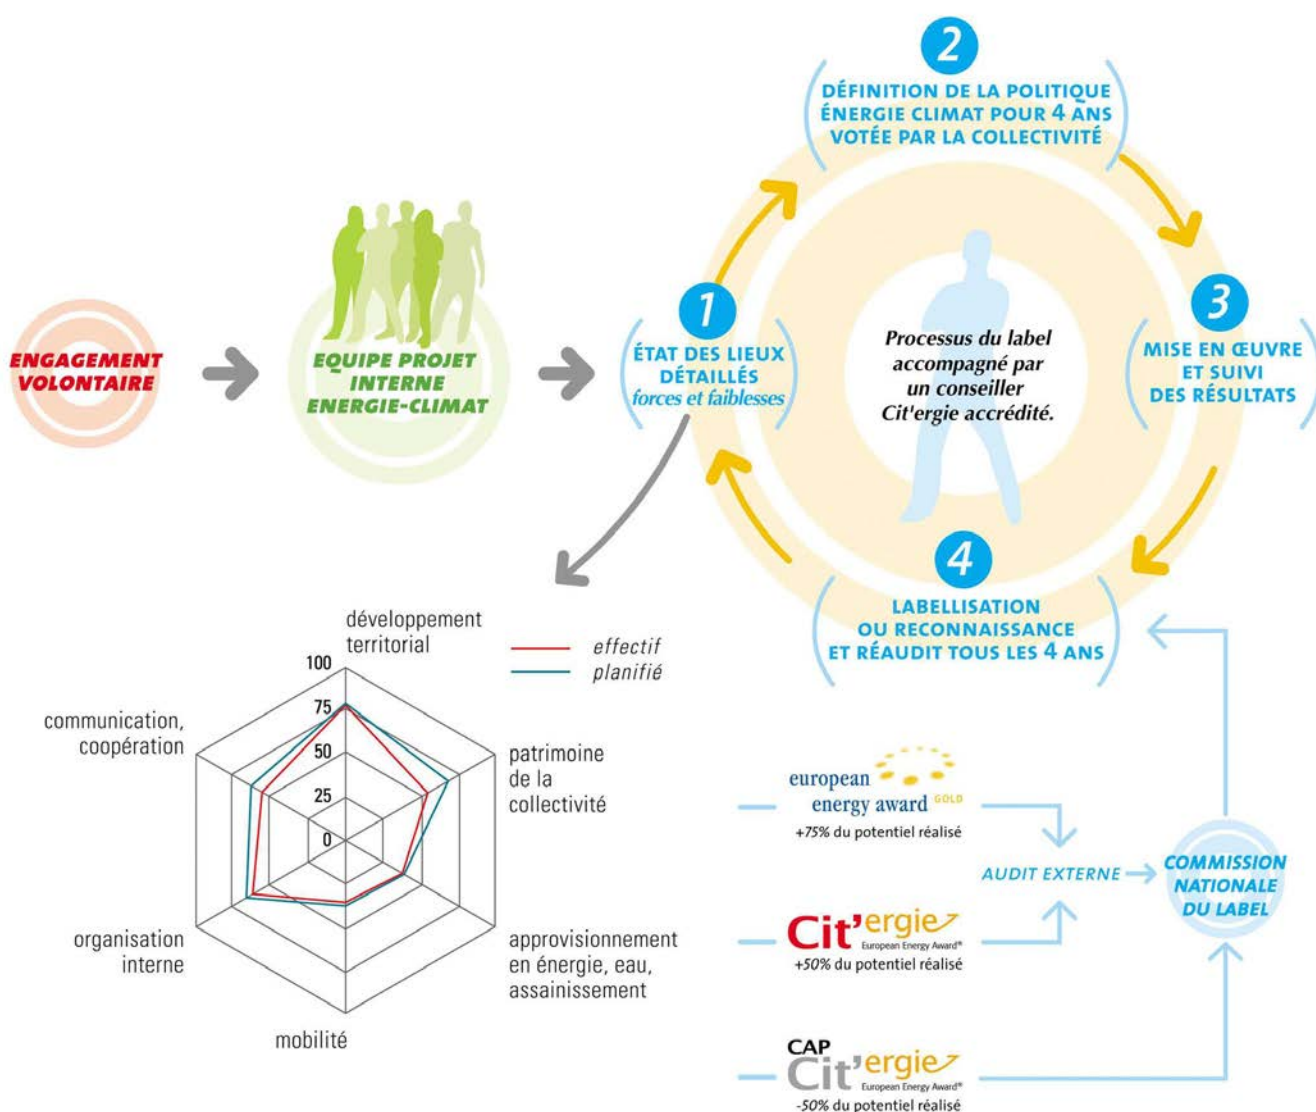 2
DÉFINITION DE LA POLITIQUE
ÉNERGIE CLIMAT POUR 4 ANS
VOTÉE PAR LA COLLECTIVITÉ
ENGAGEMENT
VOLONTAIRE
EQUIPE PROJET
INTERNE
ENERGIE-CLIMAT
1
ÉTAT DES LIEUX
DÉTAILLÉS
forces et faiblesses
Processus du label
accompagné par
un conseiller
Cit'ergie accrédité.
3
MISE EN ŒUVRE
ET SUIVI
DES RÉSULTATS
4
LABELLISATION
OU RECONNAISSANCE
ET RÉAUDIT TOUS LES 4 ANS
développement
territorial
effectif
planifié
100
75
50
25
0
communication,
coopération
patrimoine
de la
collectivité
organisation
interne
approvisionnement
en énergie, eau,
assainissement
mobilité
european
energy award GOLD
+75% du potentiel réalisé
AUDIT EXTERNE
COMMISSION
NATIONALE
DU LABEL
Cit'ergie
European Energy Award®
+50% du potentiel réalisé
CAP
Cit'ergie
European Energy Award®
-50% du potentiel réalisé